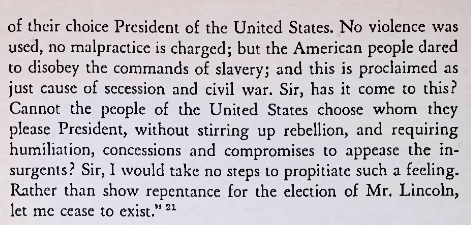 of their choice President of the United States. No violence was
used, no malpractice is charged; but the American people dared
to disobey the commands of slavery; and this is proclaimed as
just cause of secession and civil war. Sir, has it come to this?
Cannot the people of the United States choose whom they
please President, without stirring up rebellion, and requiring
humiliation, concessions and compromises to appease the in-
surgents? Sir, I would take no steps to propitiate such a feeling.
Rather than show repentance for the election of Mr. Lincoln,
let me cease to exist." 21